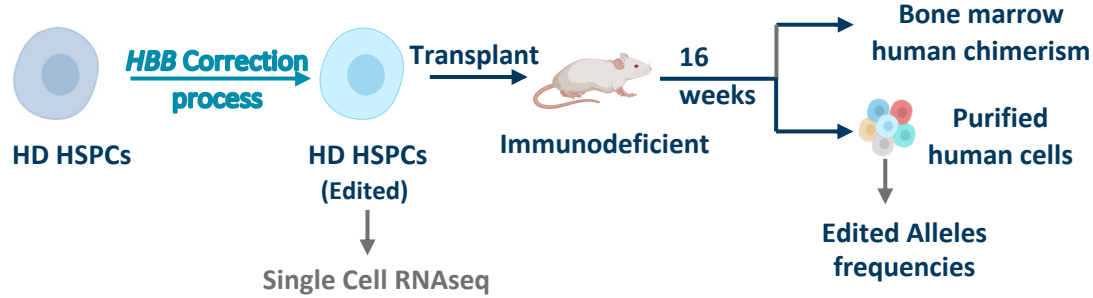 HD HSPCs
HBB Correction
process
HD HSPCs
(Edited)
Single Cell RNAseq
Transplant
Immunodeficient
16
weeks
Bone marrow
human chimerism
Purified
human cells
Edited Alleles
frequencies